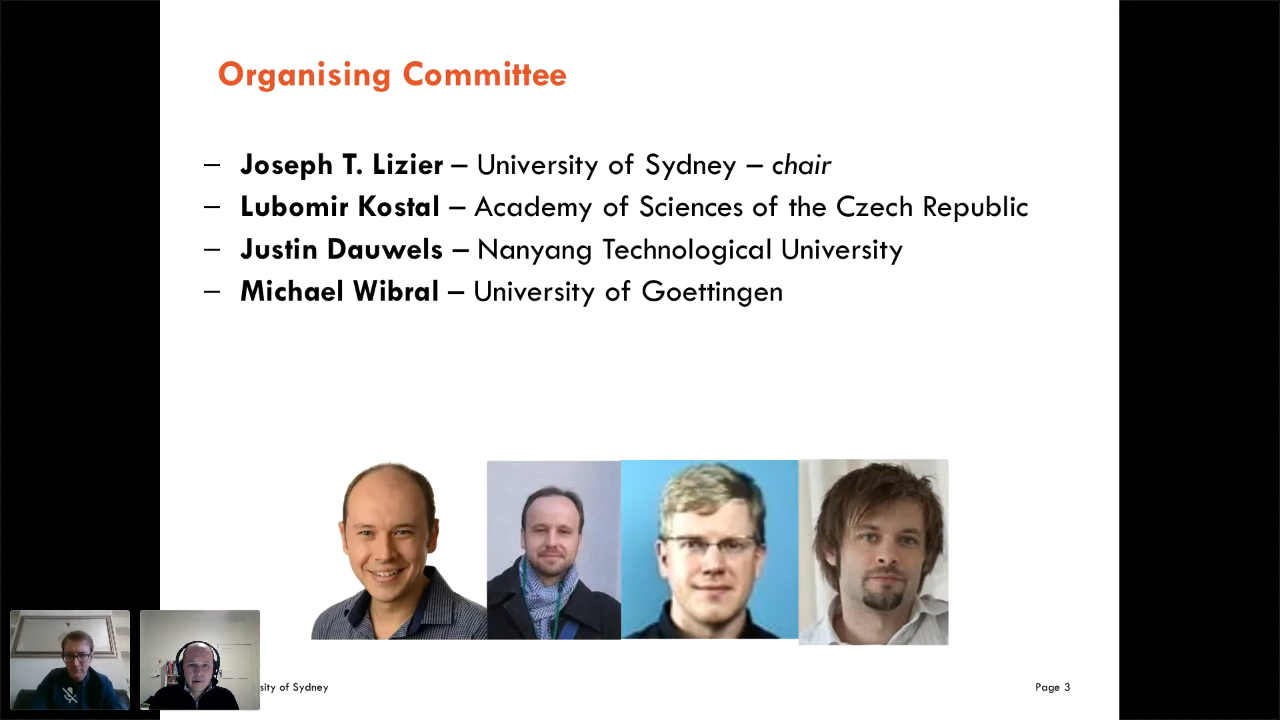 Organising Committee
– Joseph T. Lizier – University of Sydney – chair
– Lubomir Kostal – Academy of Sciences of the Czech Republic
– Justin Dauwels – Nanyang Technological University
– Michael Wibral – University of Goettingen
of Sydney
Page 3